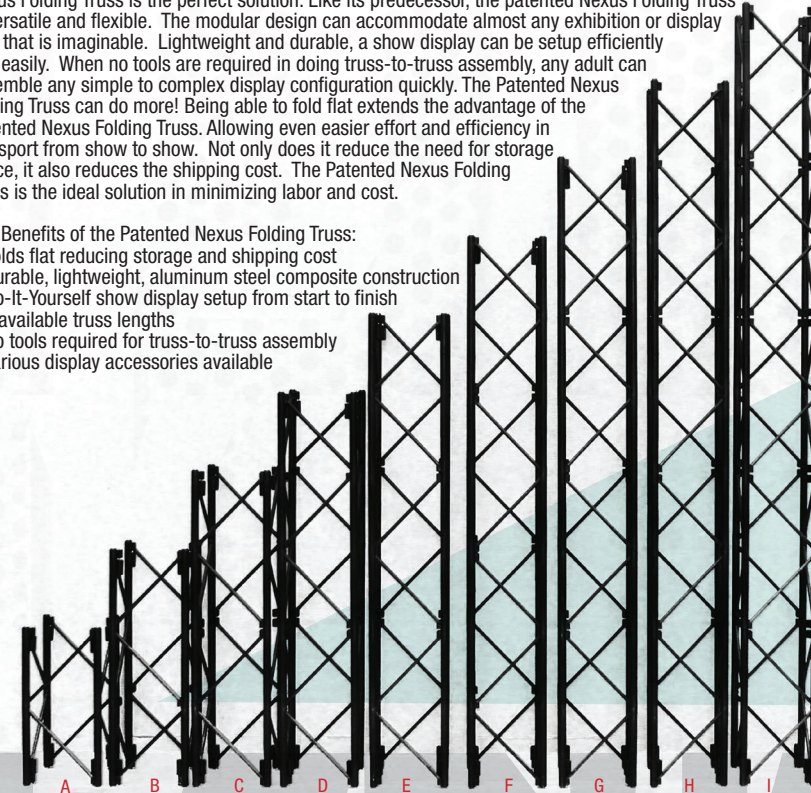 us Folding Truss is the perfect solution. Like its predecessor, the patented Nexus Folding Truss
ersatile and flexible. The modular design can accommodate almost any exhibition or display
that is imaginable. Lightweight and durable, a show display can be setup efficiently
easily. When no tools are required in doing truss-to-truss assembly, any adult can
emble any simple to complex display configuration quickly. The Patented Nexus
ing Truss can do more! Being able to fold flat extends the advantage of the
ented Nexus Folding Truss. Allowing even easier effort and efficiency in
sport from show to show. Not only does it reduce the need for storage
ce, it also reduces the shipping cost. The Patented Nexus Folding
s is the ideal solution in minimizing labor and cost.
Benefits of the Patented Nexus Folding Truss:
olds flat reducing storage and shipping cost
urable, lightweight, aluminum steel composite construction
o-It-Yourself show display setup from start to finish
available truss lengths
o tools required for truss-to-truss assembly
arious display accessories available
A B C D E F G H I